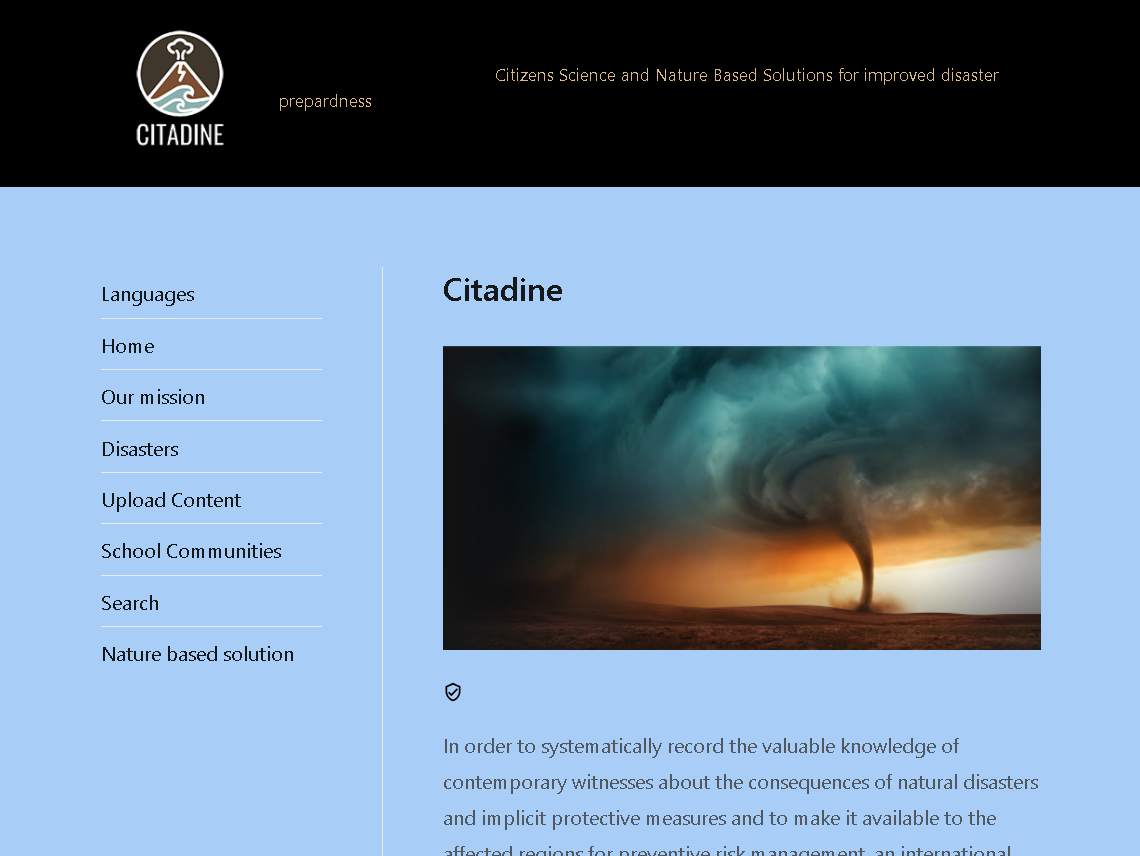 CITADINE
Citizens Science and Nature Based Solutions for improved disaster
prepardness
Languages
Home
Our mission
Disasters
Upload Content
School Communities
Search
Nature based solution
Citadine
In order to systematically record the valuable knowledge of
contemporary witnesses about the consequences of natural disasters
and implicit protective measures and to make it available to the
affected regions for preventive risk management, an international